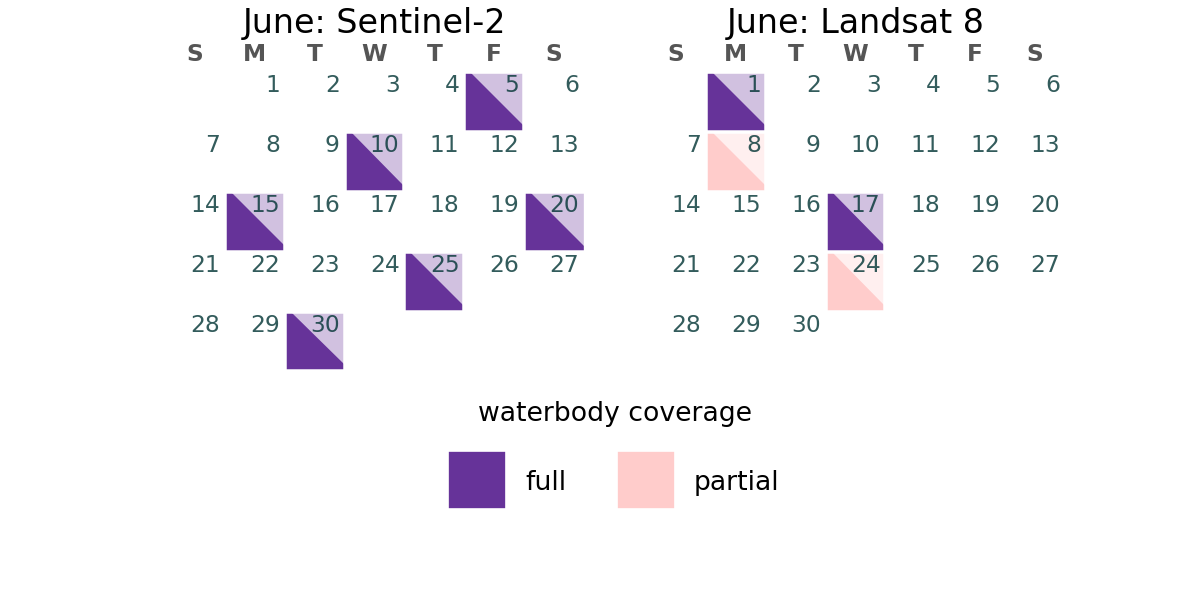 June: Sentinel-2
S M T W T F S
1 2 3 4 5 6
7 8 9 10 11 12 13
14 15 16 17 18 19 20
21 22 23 24 25 26 27
28 29 30
June: Landsat 8
S M T W T F S
1 2 3 4 5 6
7 8 9 10 11 12 13
14 15 16 17 18 19 20
21 22 23 24 25 26 27
28 29 30
waterbody coverage
full partial